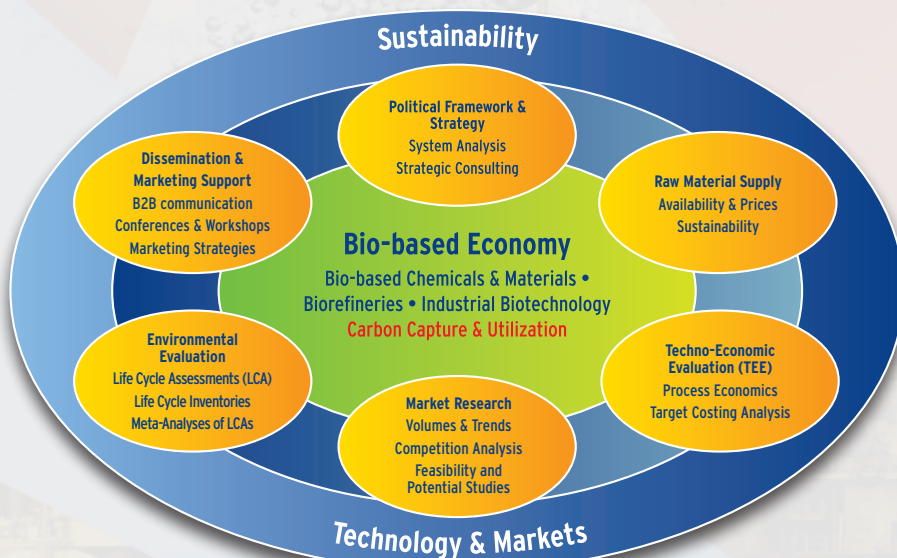 Sustainability
Political Framework &
Strategy
System Analysis
Strategic Consulting
Dissemination &
Marketing Support
B2B communication
Conferences & Workshops
Marketing Strategies
Raw Material Supply
Availability & Prices
Sustainability
Bio-based Economy
Bio-based Chemicals & Materials •
Biorefineries • Industrial Biotechnology
Carbon Capture & Utilization
Environmental
Evaluation
Life Cycle Assessments (LCA)
Life Cycle Inventories
Meta-Analyses of LCAs
Techno-Economic
Evaluation (TEE)
Process Economics
Target Costing Analysis
Market Research
Volumes & Trends
Competition Analysis
Feasibility and
Potential Studies
Technology & Markets